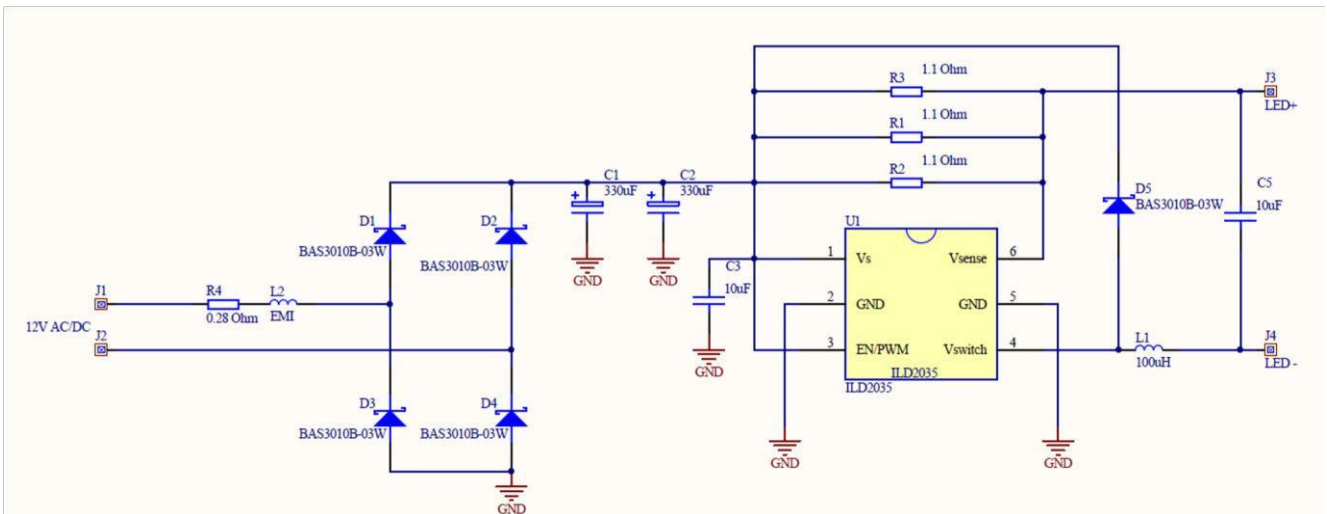 1.1 Ohm
R3
J3
LED+
1.1 Ohm
R1
1.1 Ohm
R2
C1
330uF
C2
330uF
D5
BAS3010B-03W
C5
10uF
D1
BAS3010B-03W
D2
BAS3010B-03W
U1
GND
GND
1
Vs
Vsense
6
C3
10uF
J1
R4
0.28 Ohm
L2
EMI
2
GND
GND
5
12V AC/DC
J2
3
EN/PWM
Vswitch
4
L1
100uH
J4
LED -
GND
ILD2035
ILD2035
D3
BAS3010B-03W
D4
BAS3010B-03W
GND
GND
GND